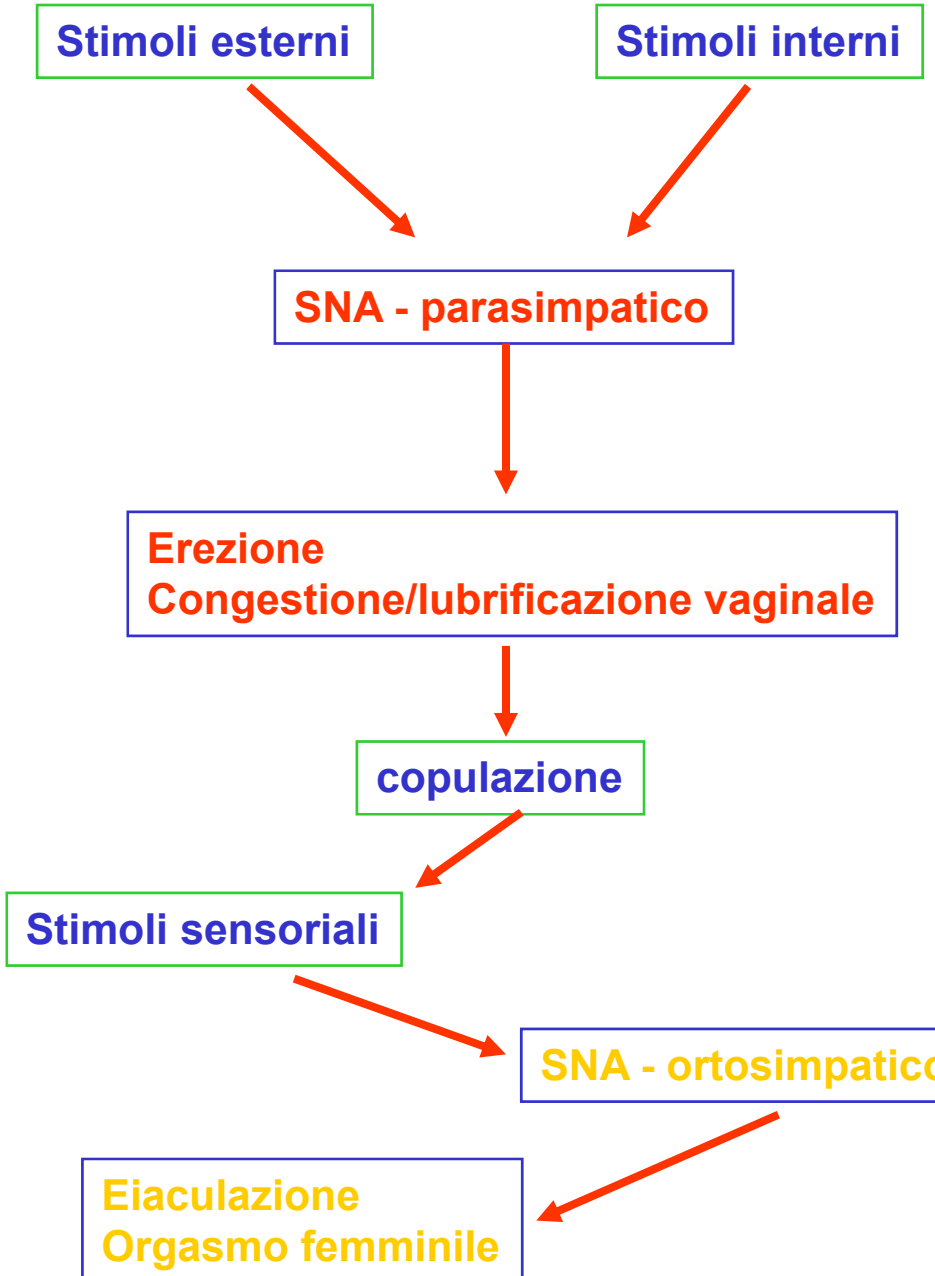 Stimoli esterni
Stimoli interni
SNA - parasimpatico
Erezione
Congestione/lubrificazione vaginale
copulazione
Stimoli sensoriali
SNA - ortosimpatico
Eiaculazione
Orgasmo femminile